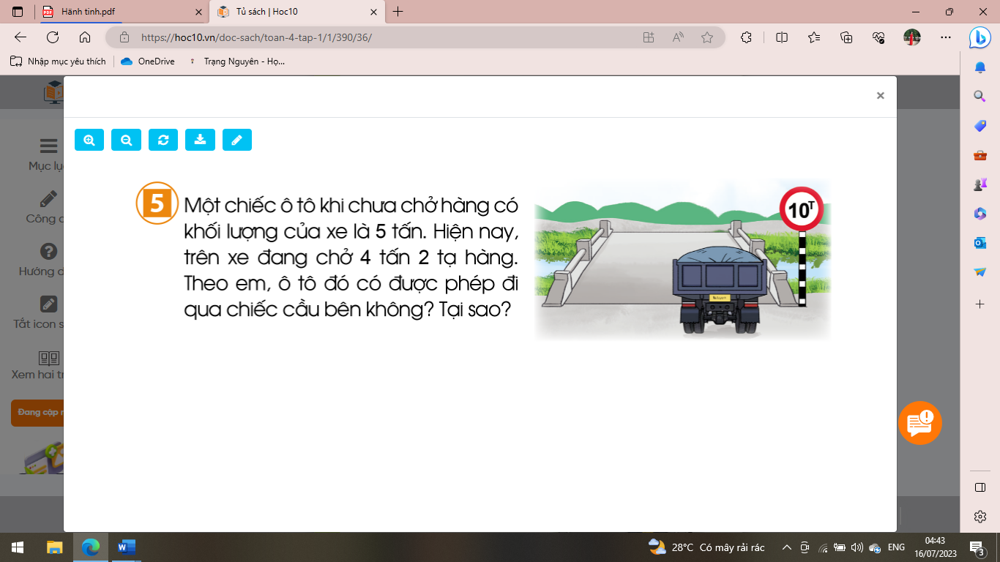 Hành tinh.pdf
Tủ sách | Hoc10
https://hoc10.vn/doc-sach/toan-4-tap-1/1/390/36/
Nhập mục yêu thích
OneDrive
Trạng Nguyên - Họ...
×
Mục lụ
Công c
Hướng d
Tắt icon s
Xem hai tr
Đang cập n
5
Một chiếc ô tô khi chưa chở hàng có
khối lượng của xe là 5 tấn. Hiện nay,
trên xe đang chở 4 tấn 2 tạ hàng.
Theo em, ô tô đó có được phép đi
qua chiếc cầu bên không? Tại sao?
10T
28°C Có mây rải rác
ENG
04:43
16/07/2023
3